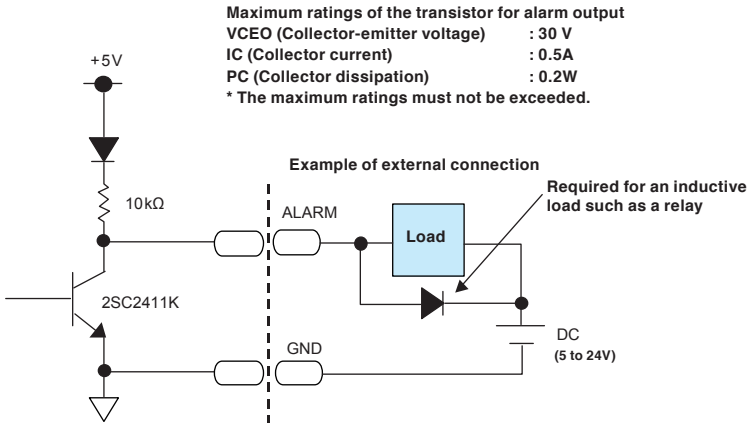 Maximum ratings of the transistor for alarm output
VCEO (Collector-emitter voltage) : 30 V
IC (Collector current) : 0.5A
PC (Collector dissipation) : 0.2W
* The maximum ratings must not be exceeded.
+5V
10kΩ
2SC2411K
Example of external connection
Required for an inductive
load such as a relay
ALARM
Load
GND
DC
(5 to 24V)